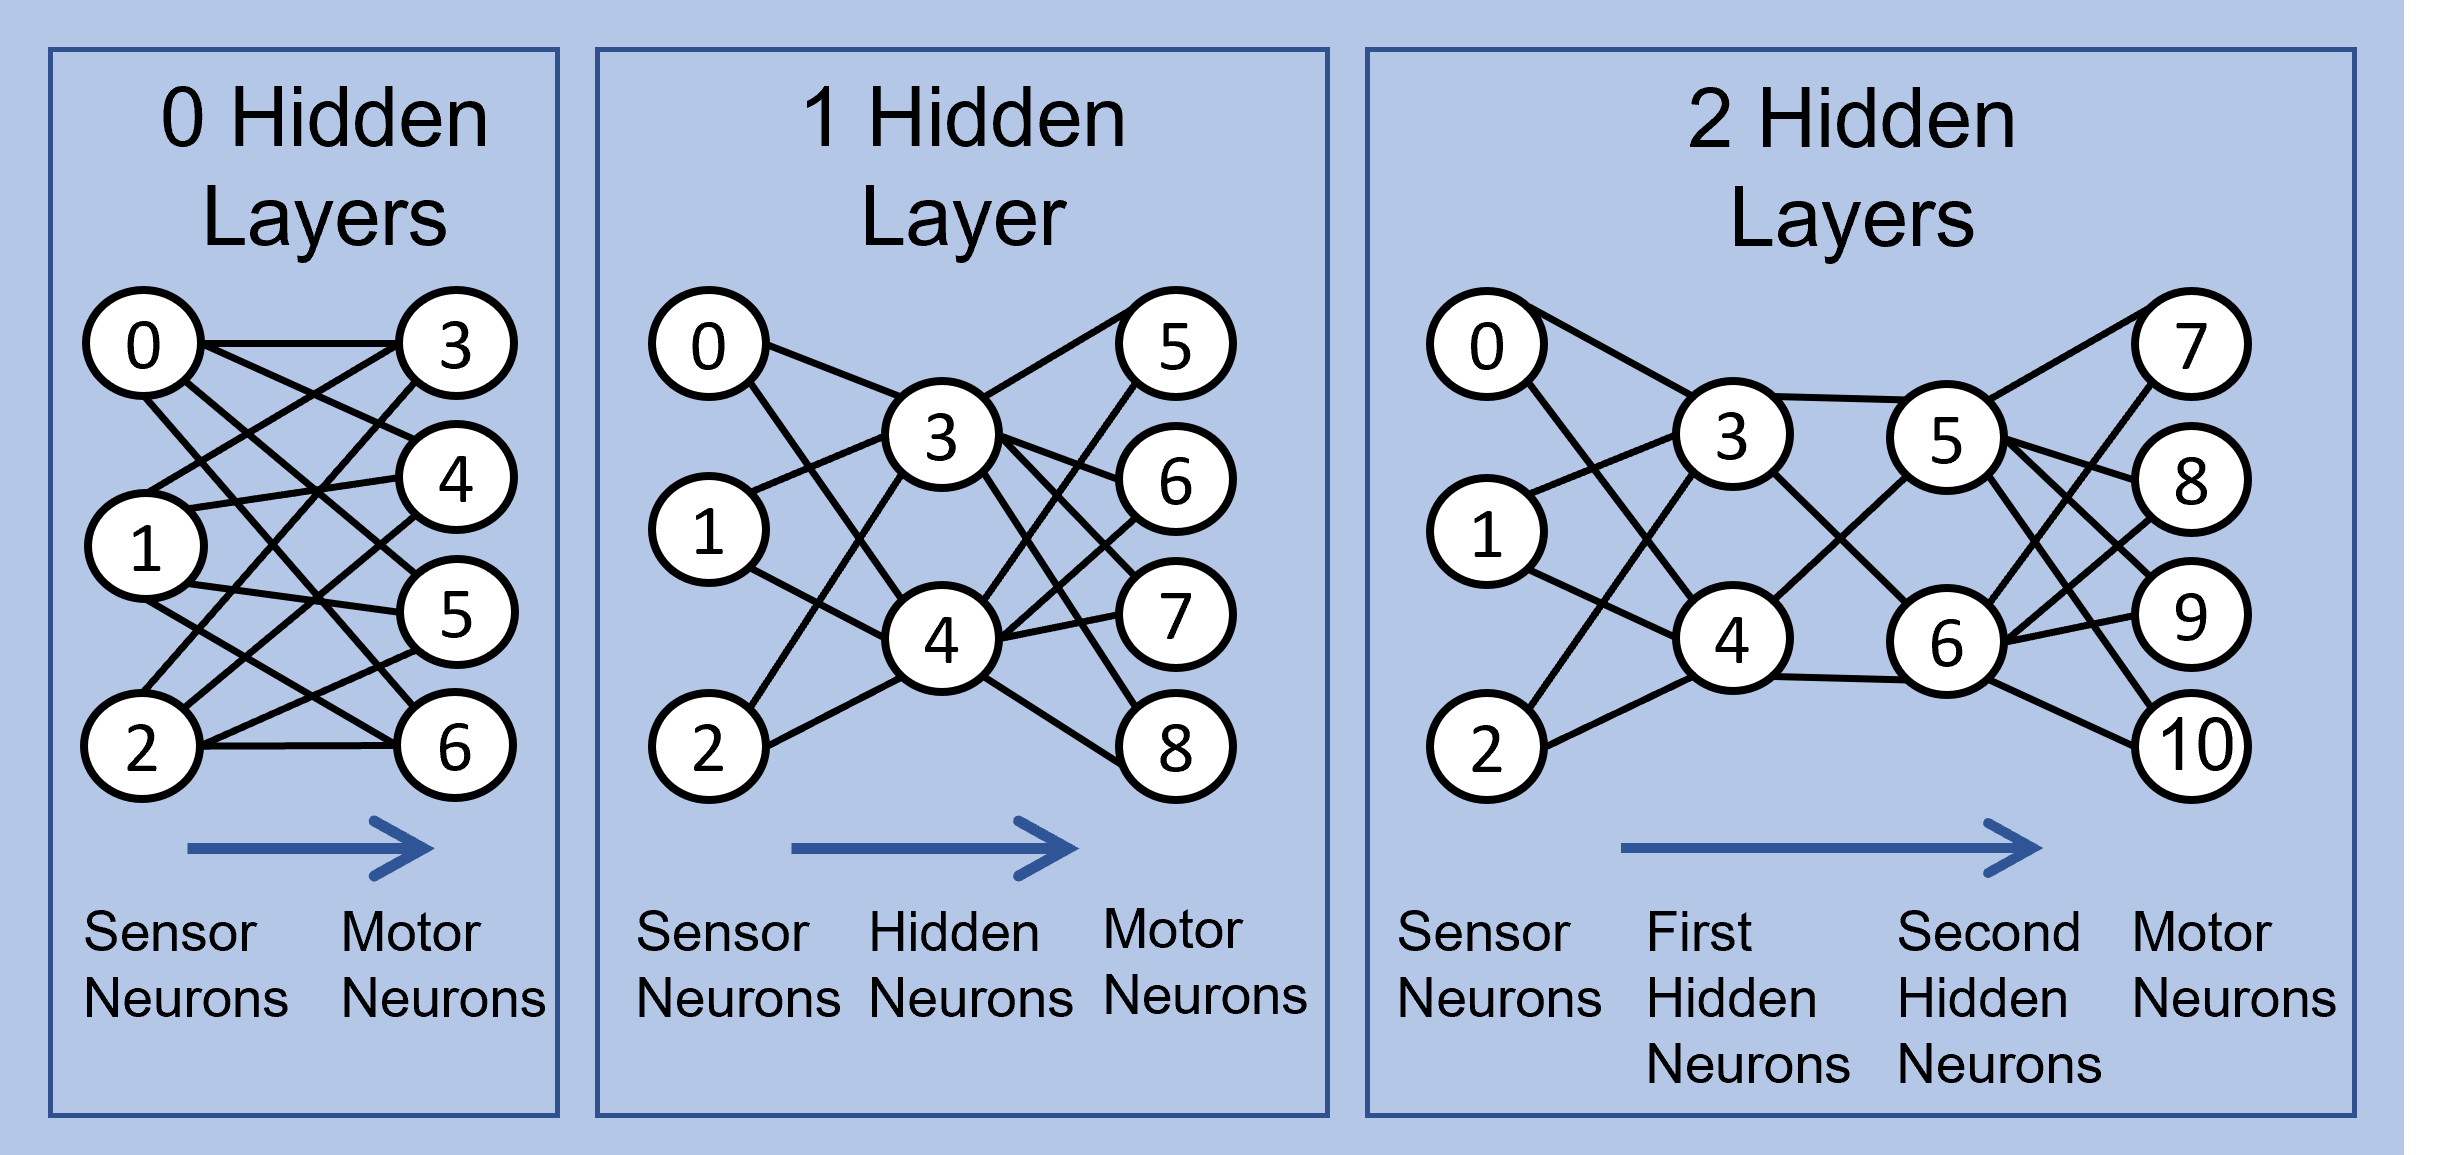 0 Hidden
Layers
0
3
4
1
5
2
6
Sensor
Neurons
Motor
Neurons
1 Hidden
Layer
0
5
3
6
1
7
4
2
8
Sensor
Neurons
Hidden
Neurons
Motor
Neurons
2 Hidden
Layers
0
7
3
5
8
1
9
4
6
2
10
Sensor
Neurons
First
Hidden
Neurons
Second
Hidden
Neurons
Motor
Neurons